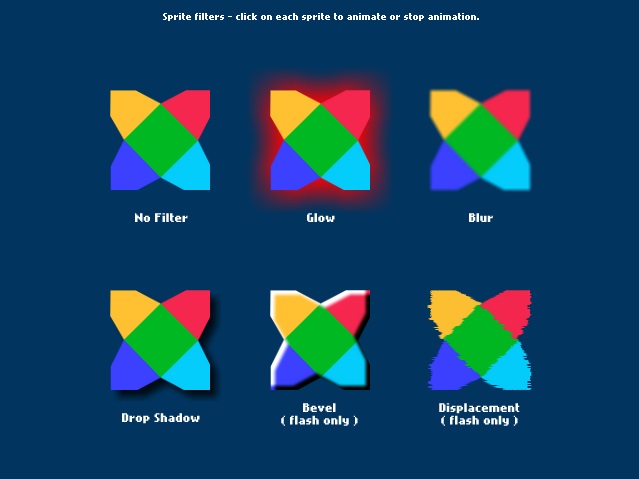 Sprite filters - click on each sprite to animate or stop animation.
No Filter
Glow
Blur
Drop Shadow
Bevel
( flash only )
Displacement
( flash only )